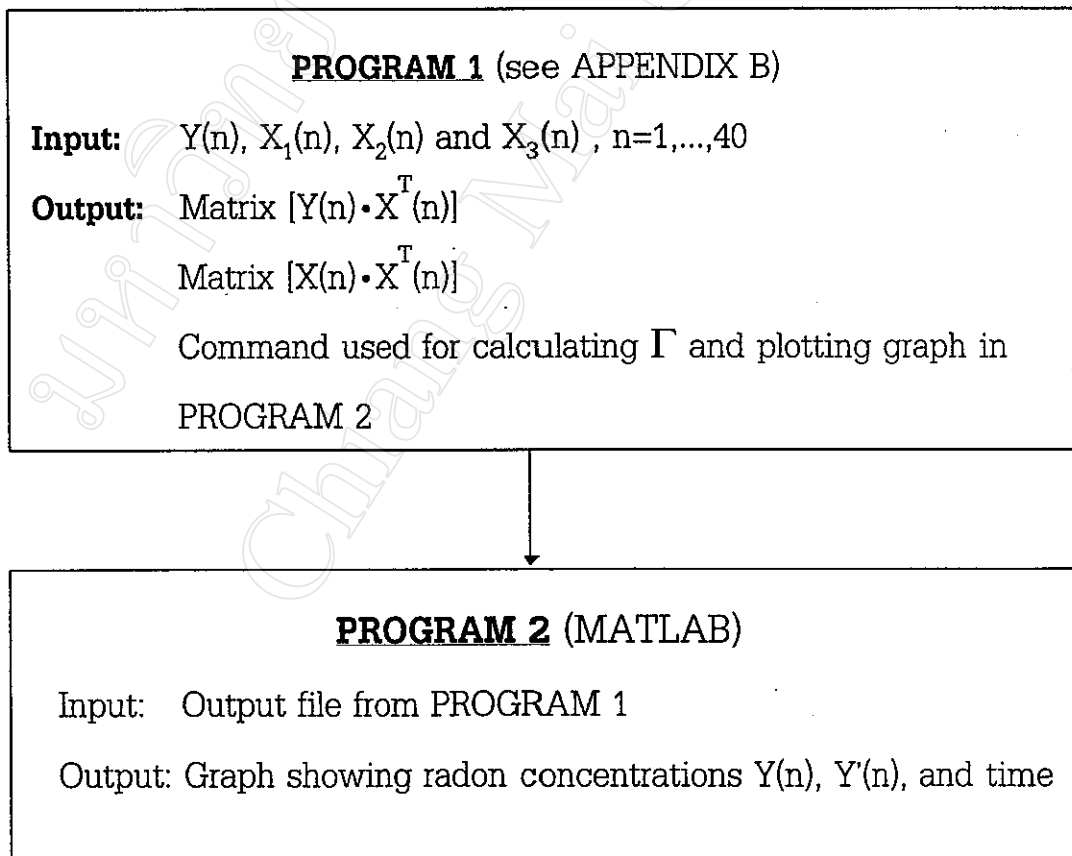 PROGRAM 1 (see APPENDIX B)
Input: Y(n), X₁(n), X₂(n) and X₃(n) , n=1,...,40
Output: Matrix [Y(n)•Xᵀ(n)]
Matrix [X(n)•Xᵀ(n)]
Command used for calculating Γ and plotting graph in
PROGRAM 2
PROGRAM 2 (MATLAB)
Input: Output file from PROGRAM 1
Output: Graph showing radon concentrations Y(n), Y'(n), and time
Chiang Mai